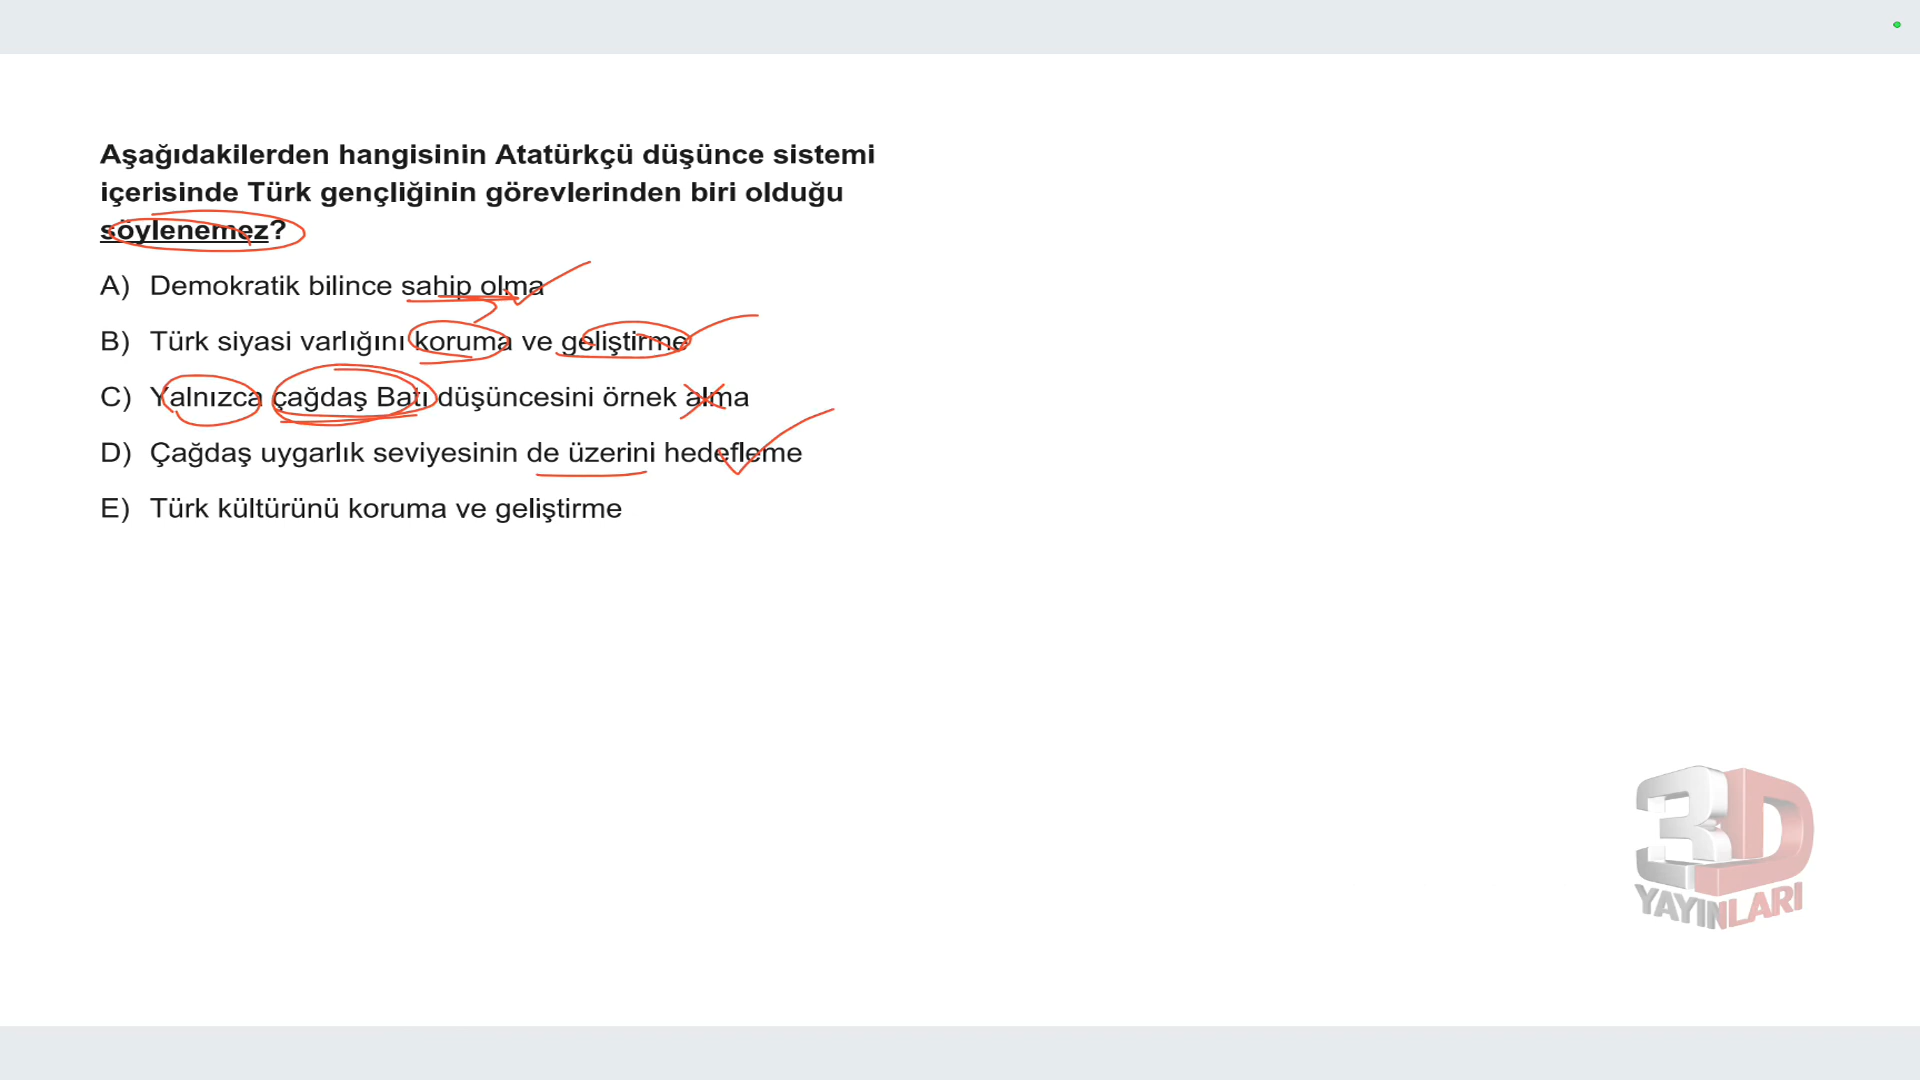 Aşağıdakilerden hangisinin Atatürkçü düşünce sistemi
içerisinde Türk gençliğinin görevlerinden biri olduğu
söylenemez?
A) Demokratik bilince sahip olma
B) Türk siyasi varlığını koruma ve geliştirme
C) Yalnızca çağdaş Batı düşüncesini örnek alma
D) Çağdaş uygarlık seviyesinin de üzerini hedefleme
E) Türk kültürünü koruma ve geliştirme
3D
YAYINLARI